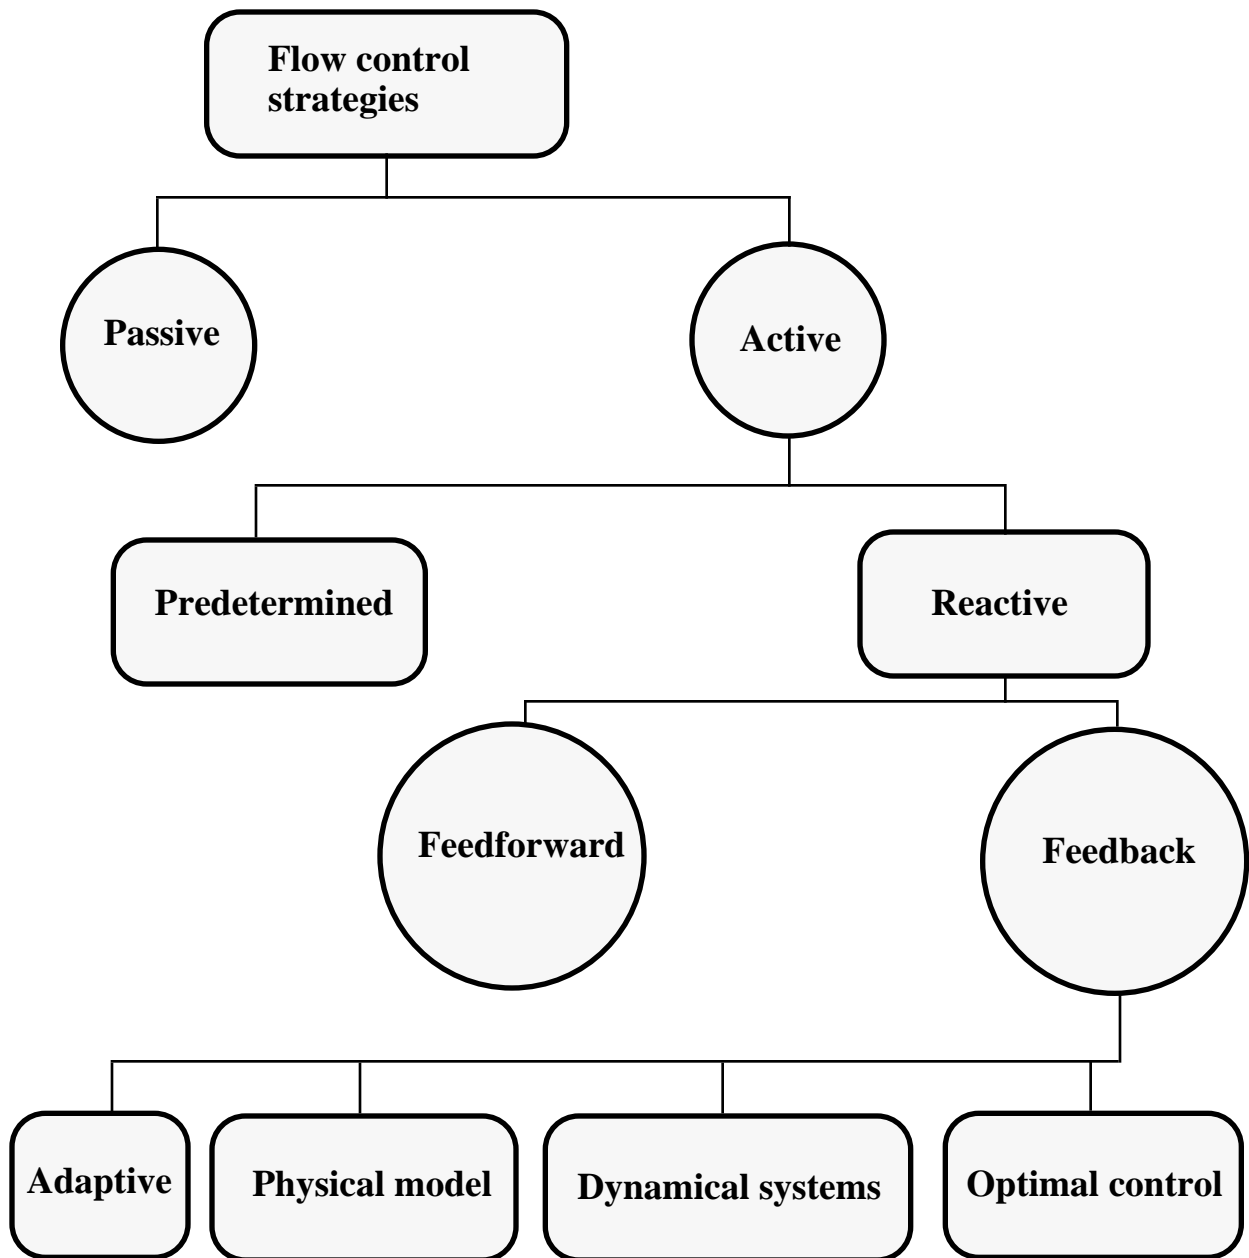 Flow control
strategies
Passive
Active
Predetermined
Reactive
Feedforward
Feedback
Adaptive
Physical model
Dynamical systems
Optimal control